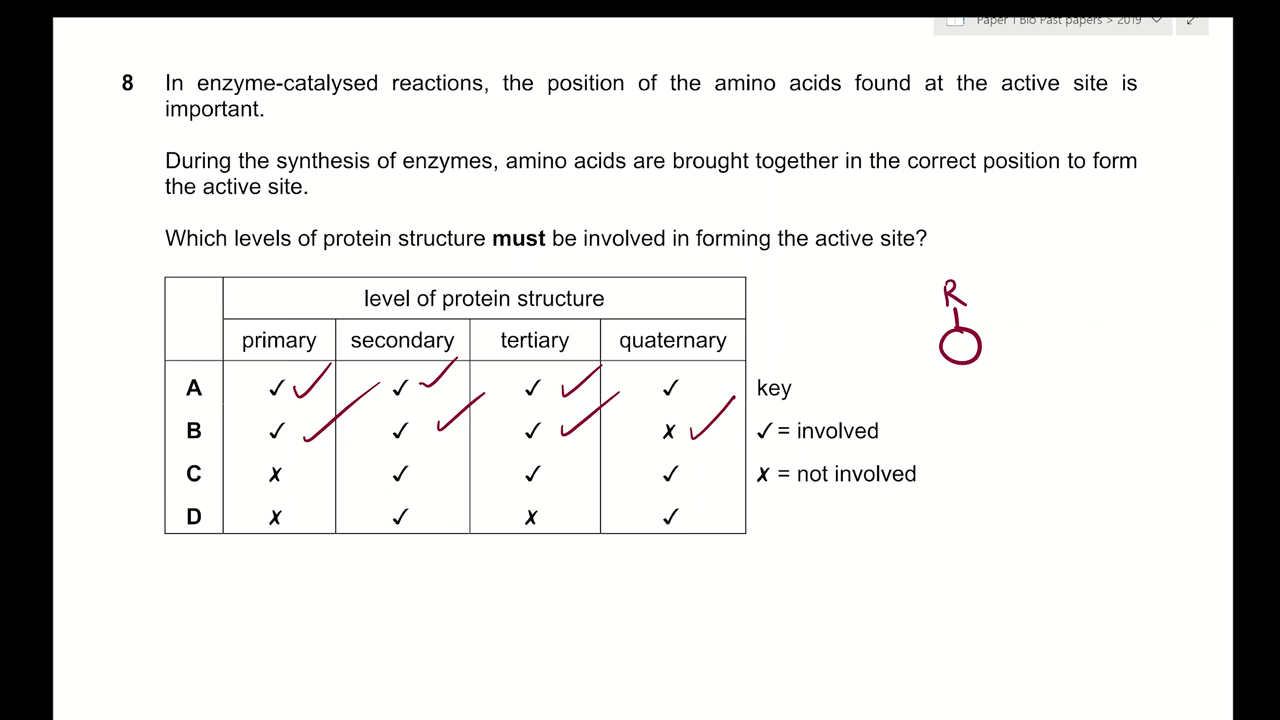 Paper 1 Bio Past papers > 2019
8 In enzyme-catalysed reactions, the position of the amino acids found at the active site is
important.
During the synthesis of enzymes, amino acids are brought together in the correct position to form
the active site.
Which levels of protein structure must be involved in forming the active site?
level of protein structure
primary secondary tertiary quaternary
A ✓ ✓ ✓ ✓ key
B ✓ ✓ ✓ ✗ ✓ = involved
C ✗ ✓ ✓ ✓ ✗ = not involved
D ✗ ✓ ✗ ✓
R